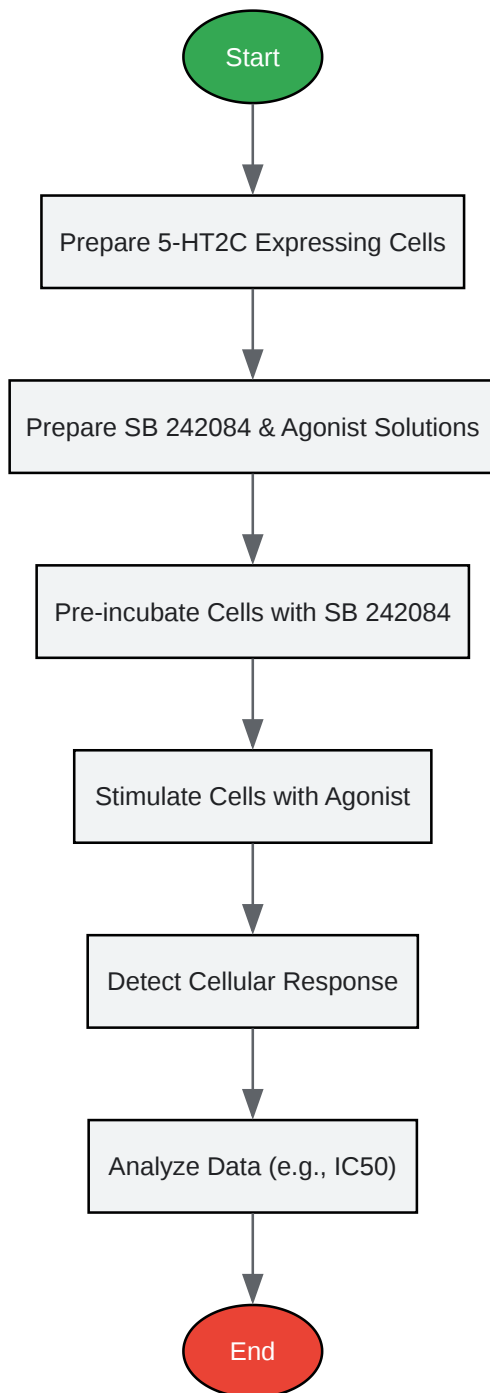 Start
Prepare 5-HT2C Expressing Cells
Prepare SB 242084 & Agonist Solutions
Pre-incubate Cells with SB 242084
Stimulate Cells with Agonist
Detect Cellular Response
Analyze Data (e.g., IC50)
End